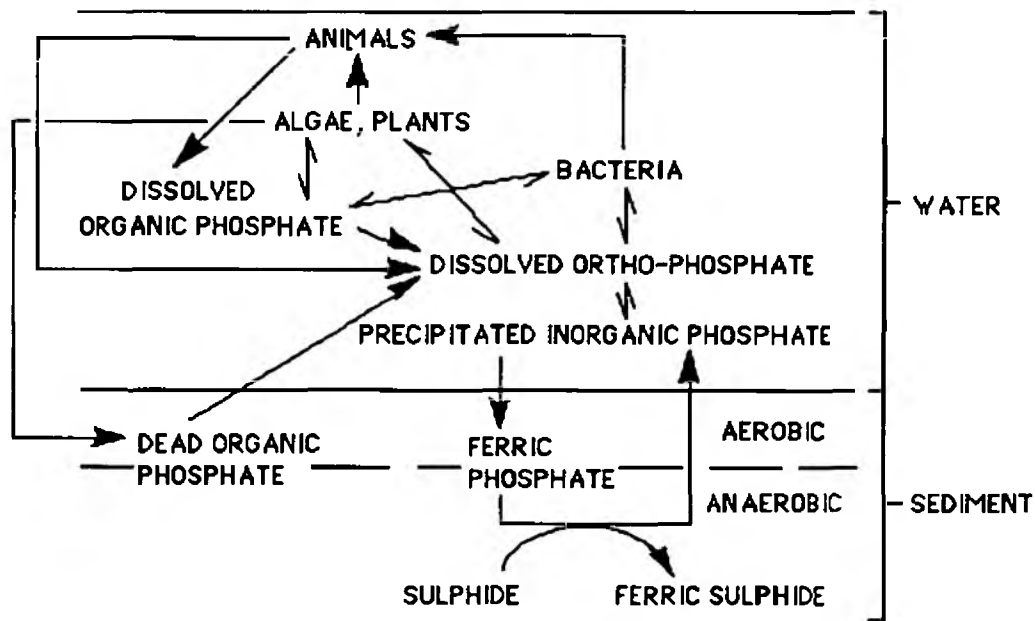 ANIMALS
ALGAE, PLANTS
BACTERIA
DISSOLVED
ORGANIC PHOSPHATE
WATER
DISSOLVED ORTHO-PHOSPHATE
PRECIPITATED INORGANIC PHOSPHATE
DEAD ORGANIC
PHOSPHATE
FERRIC
PHOSPHATE
AEROBIC
ANAEROBIC
SEDIMENT
SULPHIDE
FERRIC SULPHIDE